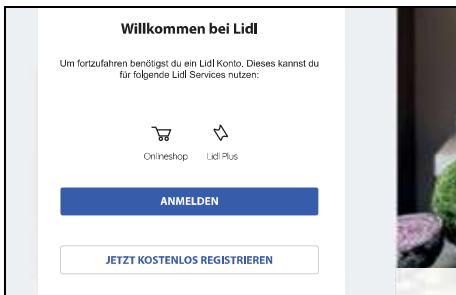 Willkommen bei Lidl
Um fortzufahren benötigst du ein Lidl Konto. Dieses kannst du
für folgende Lidl Services nutzen:
Onlineshop Lidl Plus
ANMELDEN
JETZT KOSTENLOS REGISTRIEREN